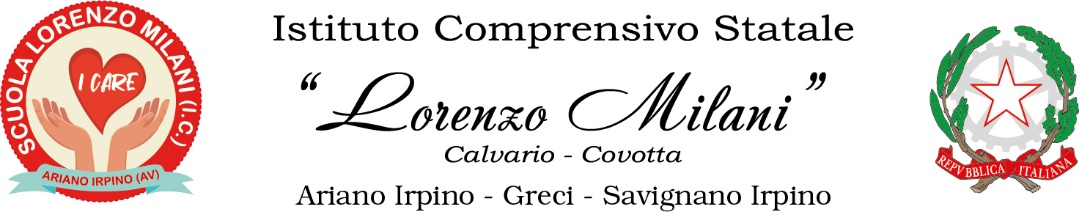 SCUOLA LORENZO MILANI (I.C.)
I CARE
ARIANO IRPINO (AV)
Istituto Comprensivo Statale
“Lorenzo Milani”
Calvario - Covotta
Ariano Irpino - Greci - Savignano Irpino
REPVBBLICA ITALIANA